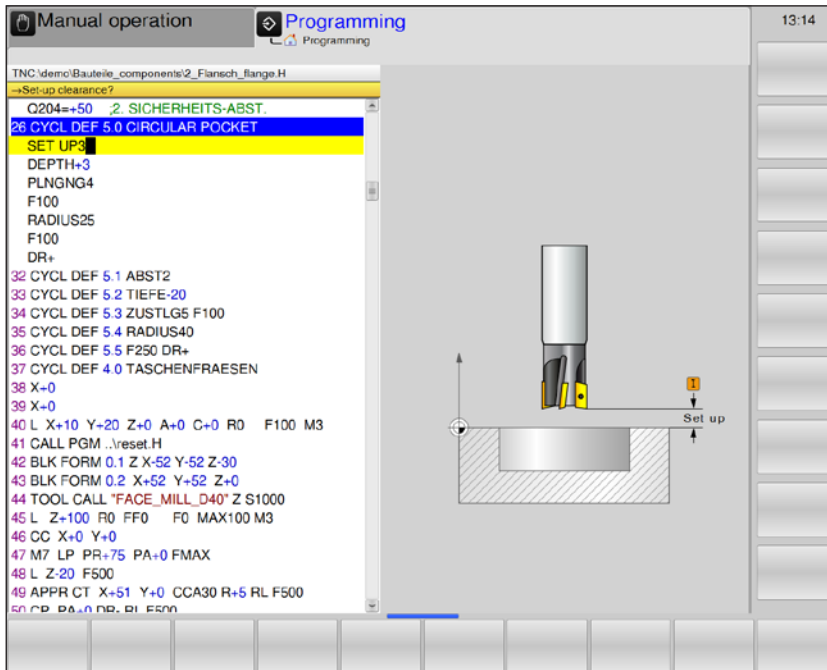 Manual operation
Programming
Programming
13:14
TNC:\demo\Bauteile_components\2_Flansch_flange.H
→Set-up clearance?
Q204=+50 ;2. SICHERHEITS-ABST.
26 CYCL DEF 5.0 CIRCULAR POCKET
SET UP3
DEPTH+3
PLNGNG4
F100
RADIUS25
F100
DR+
32 CYCL DEF 5.1 ABST2
33 CYCL DEF 5.2 TIEFE-20
34 CYCL DEF 5.3 ZUSTLG5 F100
35 CYCL DEF 5.4 RADIUS40
36 CYCL DEF 5.5 F250 DR+
37 CYCL DEF 4.0 TASCHENFRAESEN
38 X+0
39 X+0
40 L X+10 Y+20 Z+0 A+0 C+0 R0 F100 M3
41 CALL PGM ..\reset.H
42 BLK FORM 0.1 Z X-52 Y-52 Z-30
43 BLK FORM 0.2 X+52 Y+52 Z+0
44 TOOL CALL "FACE_MILL_D40" Z S1000
45 L Z+100 R0 FF0 F0 MAX100 M3
46 CC X+0 Y+0
47 M7 LP PR+75 PA+0 FMAX
48 L Z-20 F500
49 APPR CT X+51 Y+0 CCA30 R+5 RL F500
50 CP PA+0 DR- RL F500
I
Set up